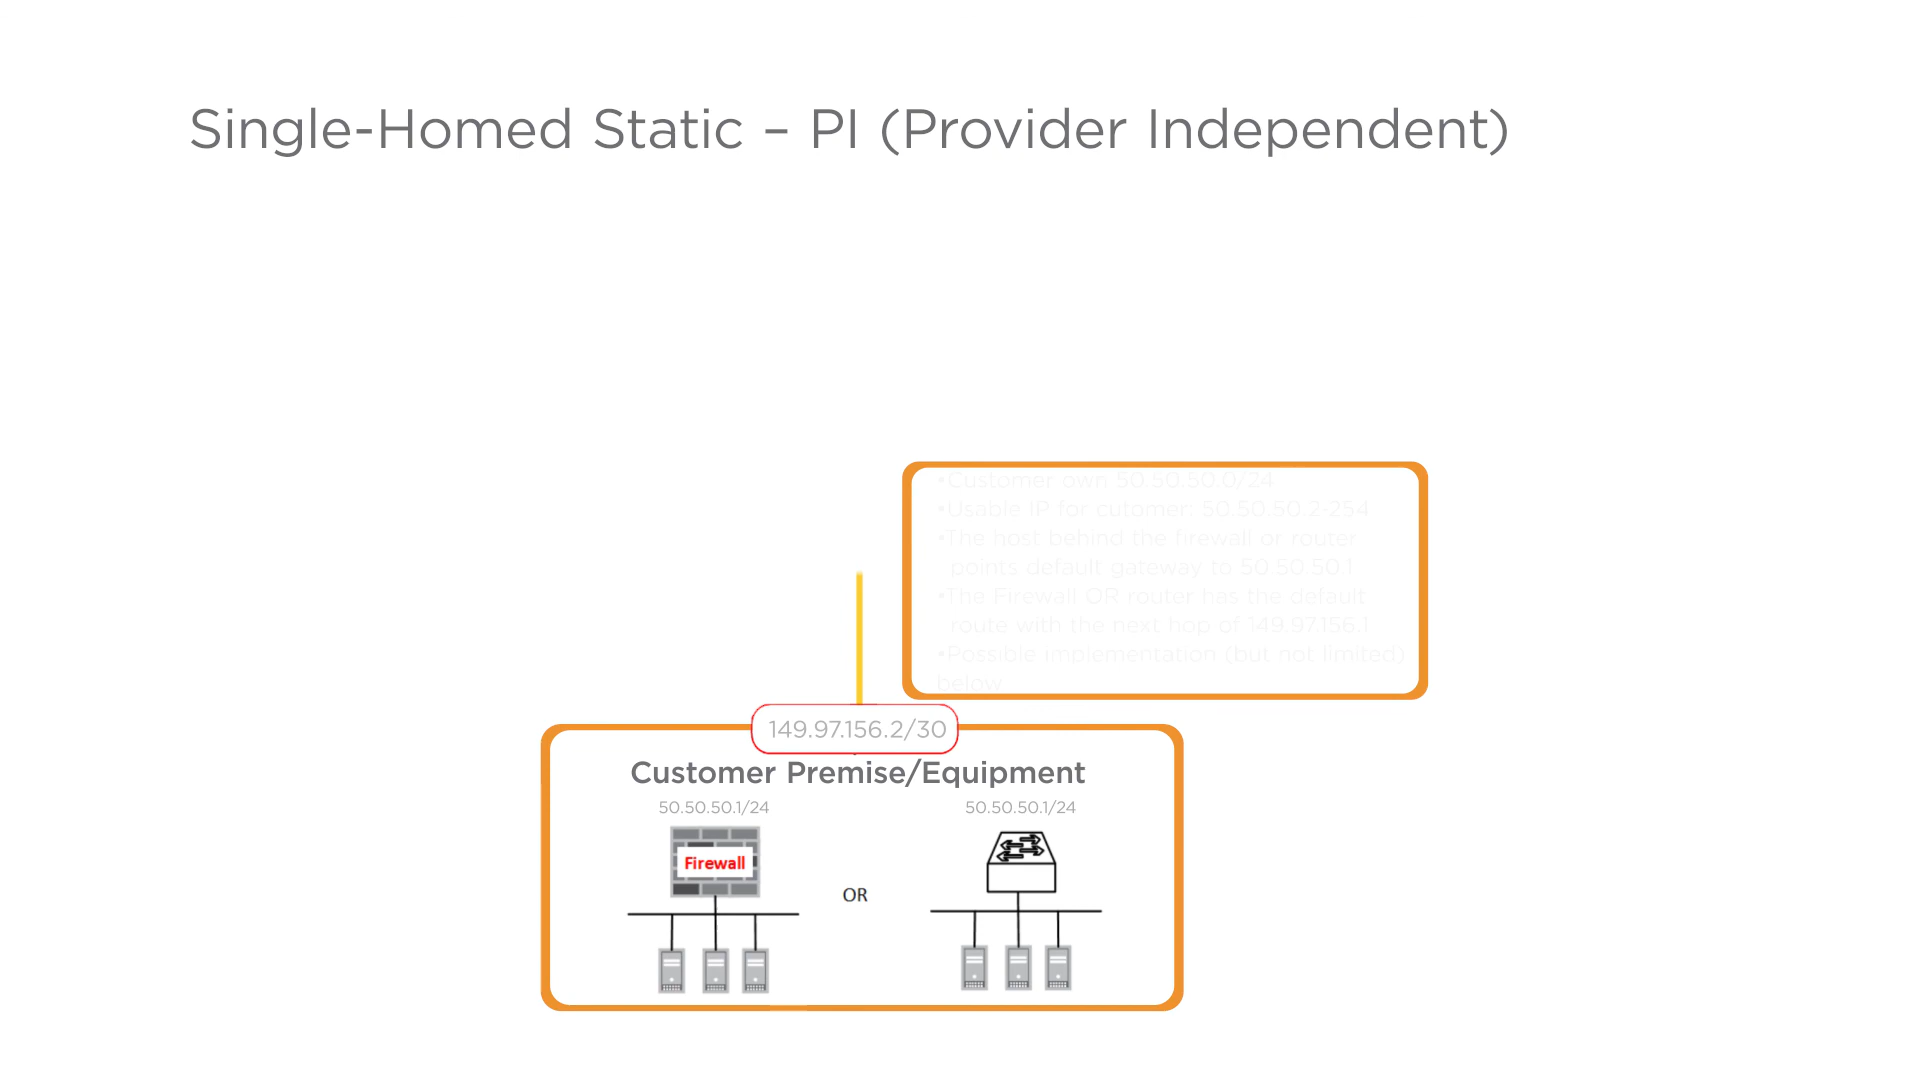 Single-Homed Static – PI (Provider Independent)
•Customer own 50.50.50.0/24
•Usable IP for cutomer: 50.50.50.2-254
•The host behind the firewall or router
points default gateway to 50.50.50.1
•The Firewall OR router has the default
route with the next hop of 149.97.156.1
•Possible implementation (but not limited)
below
149.97.156.2/30
Customer Premise/Equipment
50.50.50.1/24 50.50.50.1/24
Firewall
OR